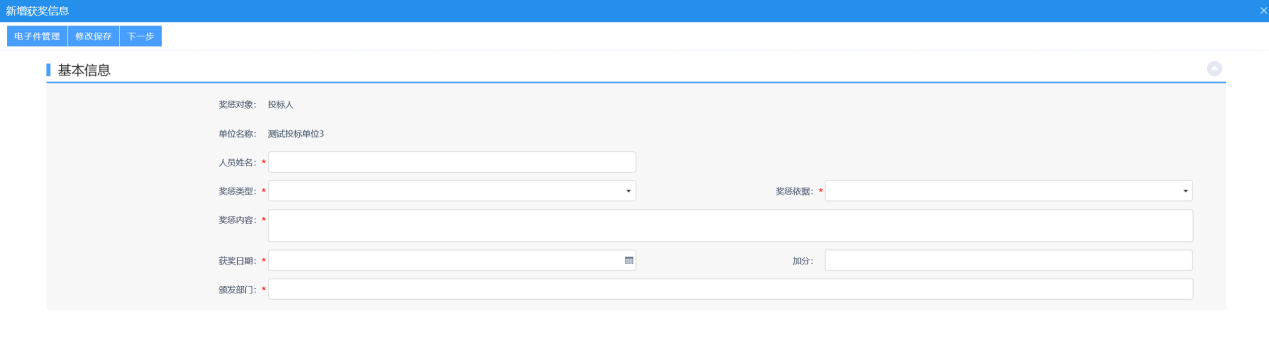 新增获奖信息
电子件管理 修改保存 下一步
基本信息
奖惩对象： 投标人
单位名称： 测试投标单位3
人员姓名：*
奖惩类型：* 奖惩依据：*
奖惩内容：*
获奖日期：* 加分：
颁发部门：*